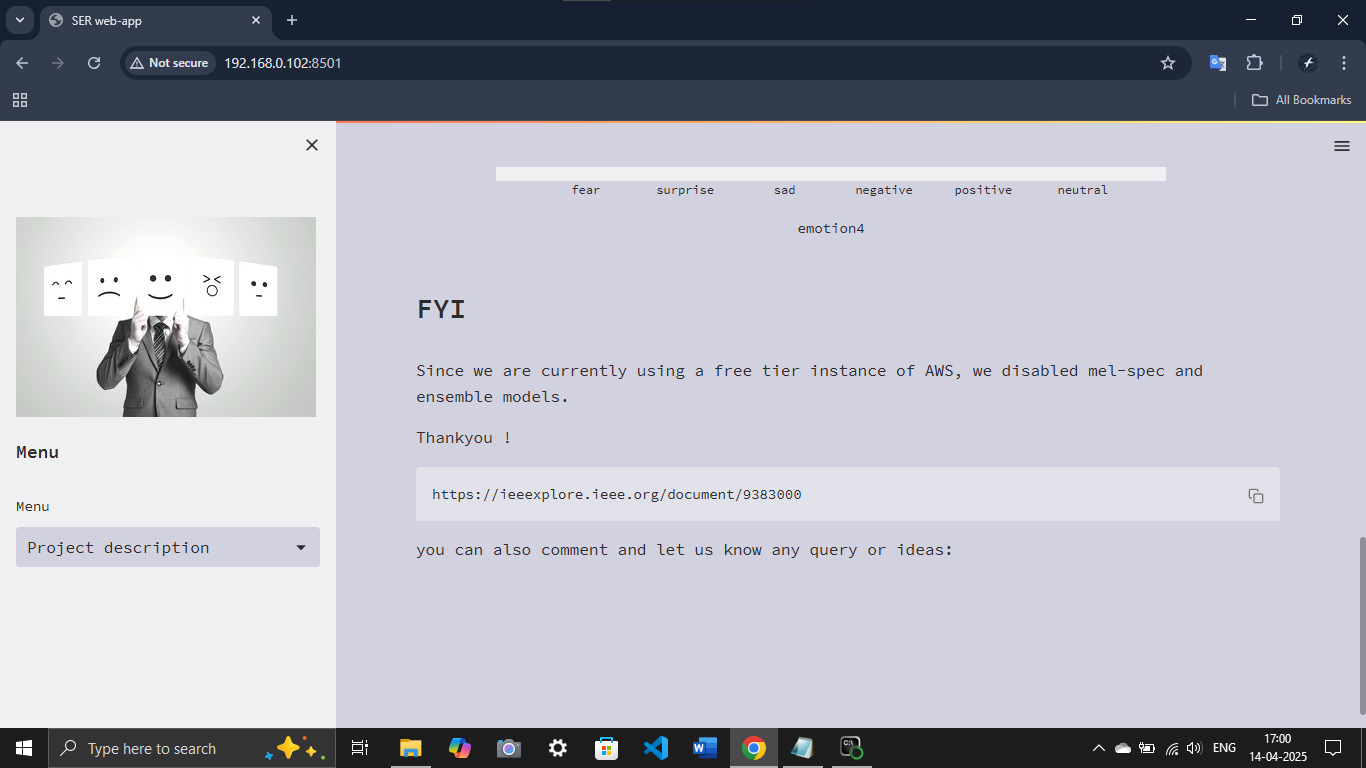 SER web-app
Not secure
192.168.0.102:8501
All Bookmarks
Menu
Menu
Project description
fear surprise sad negative positive neutral
emotion4
FYI
Since we are currently using a free tier instance of AWS, we disabled mel-spec and
ensemble models.
Thankyou !
https://ieeexplore.ieee.org/document/9383000
you can also comment and let us know any query or ideas:
Type here to search
ENG
17:00
14-04-2025